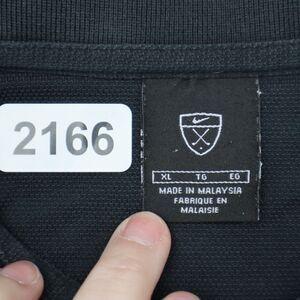 2166
XL TG EG
MADE IN MALAYSIA
FABRIQUE EN
MALAISIE